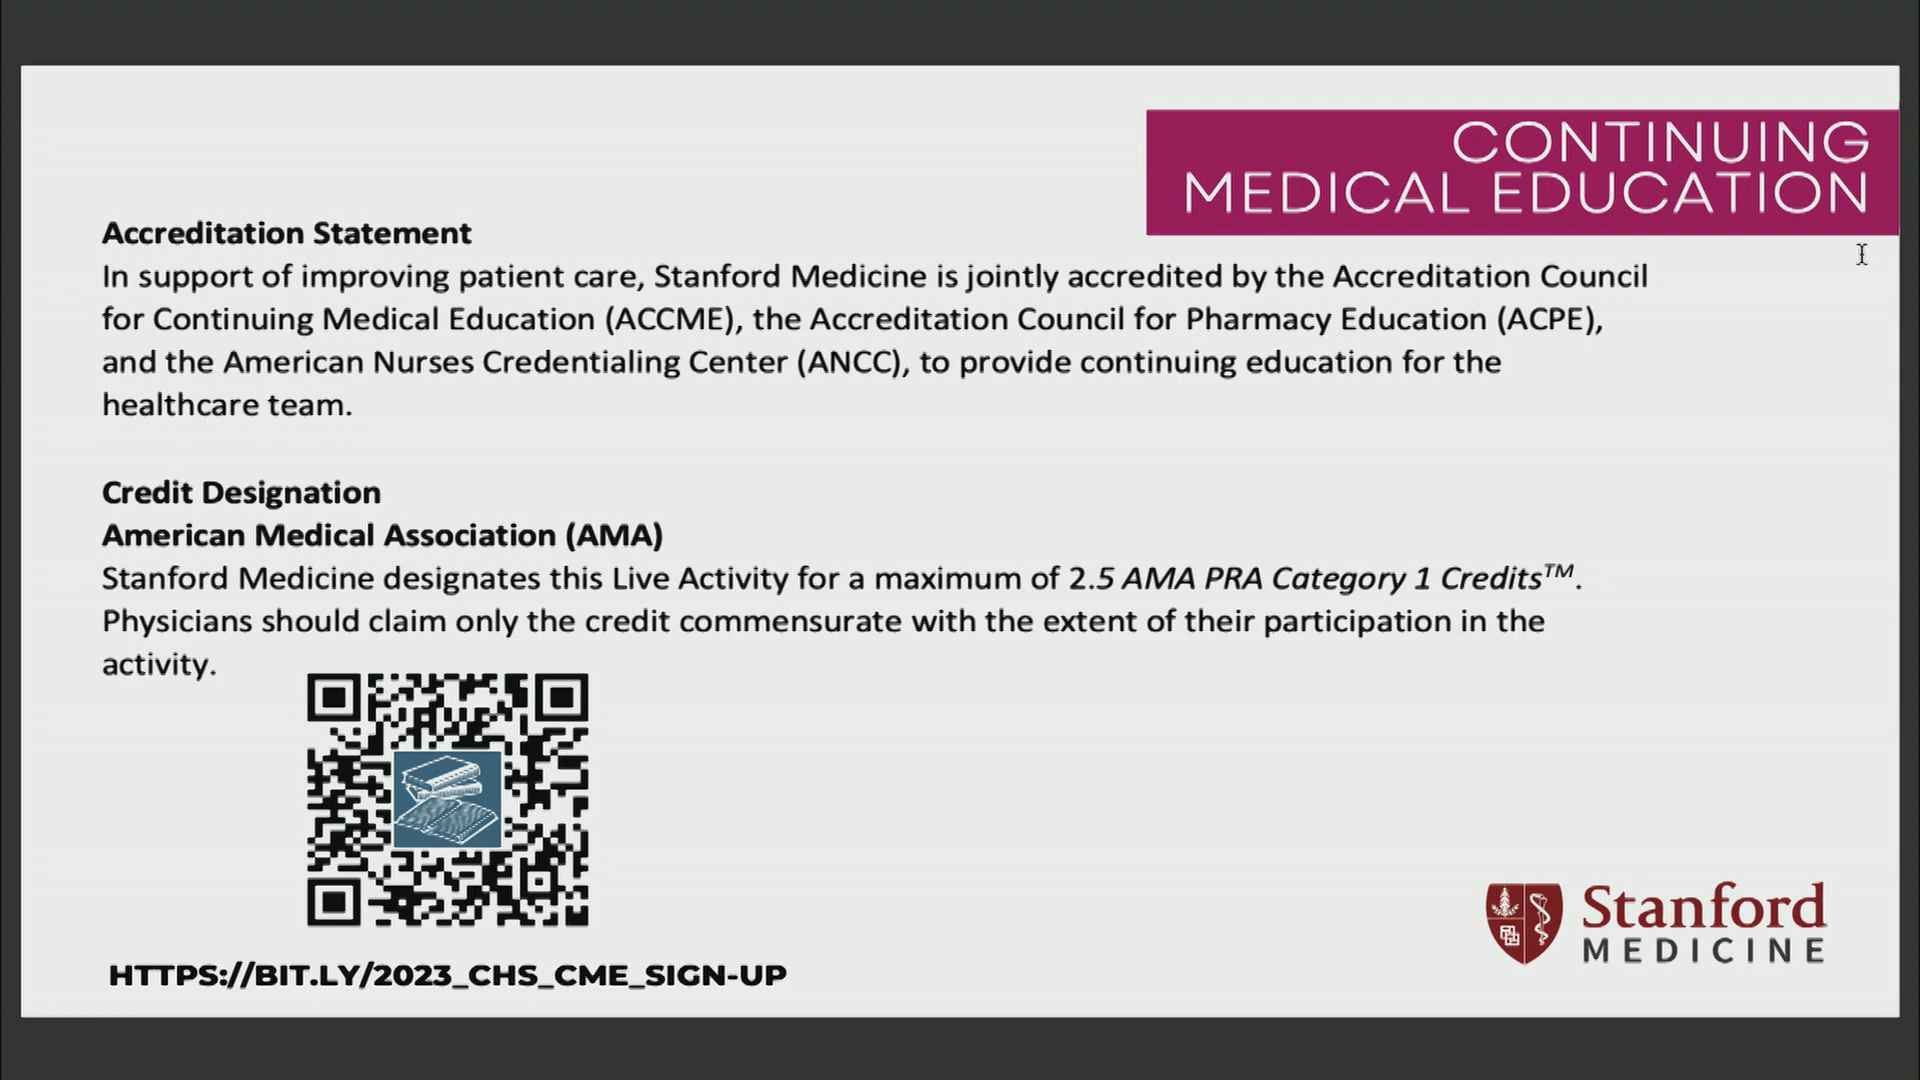 CONTINUING
MEDICAL EDUCATION
Accreditation Statement
In support of improving patient care, Stanford Medicine is jointly accredited by the Accreditation Council
for Continuing Medical Education (ACCME), the Accreditation Council for Pharmacy Education (ACPE),
and the American Nurses Credentialing Center (ANCC), to provide continuing education for the
healthcare team.
Credit Designation
American Medical Association (AMA)
Stanford Medicine designates this Live Activity for a maximum of 2.5 AMA PRA Category 1 Credits™.
Physicians should claim only the credit commensurate with the extent of their participation in the
activity.
HTTPS://BIT.LY/2023_CHS_CME_SIGN-UP
Stanford
MEDICINE